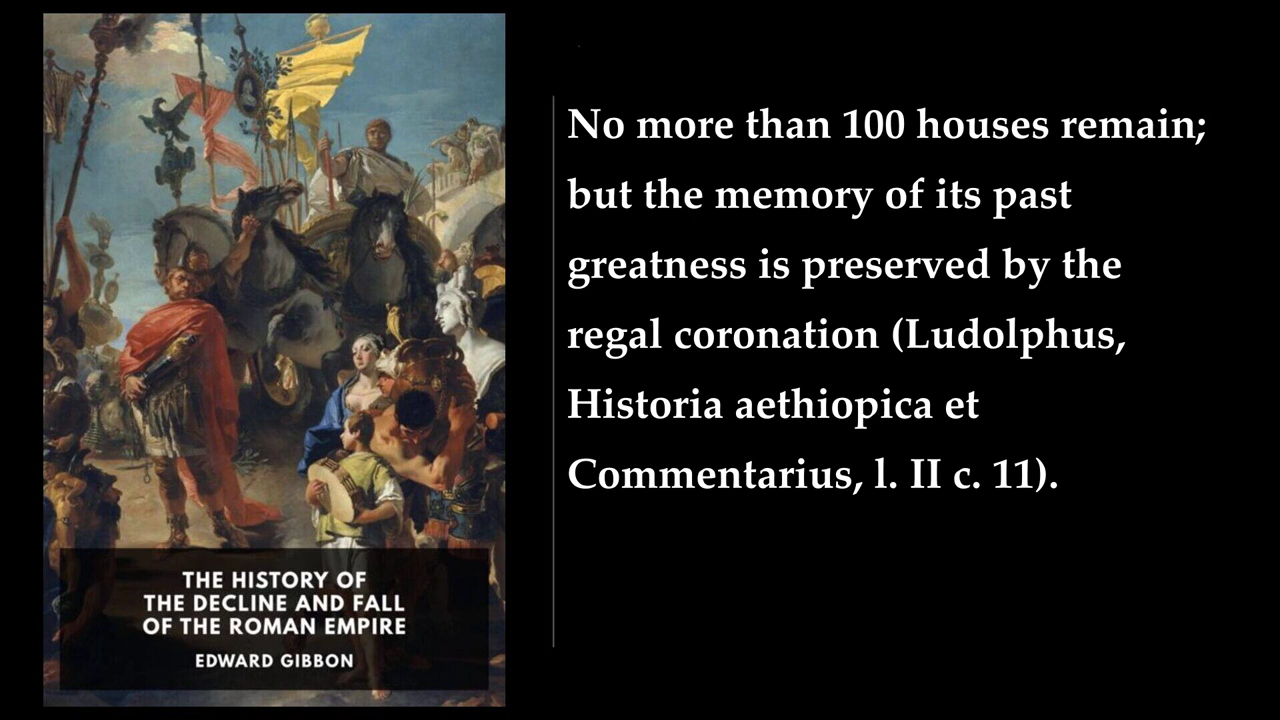 No more than 100 houses remain;
but the memory of its past
greatness is preserved by the
regal coronation (Ludolphus,
Historia aethiopica et
Commentarius, l. II c. 11).
THE HISTORY OF
THE DECLINE AND FALL
OF THE ROMAN EMPIRE
EDWARD GIBBON